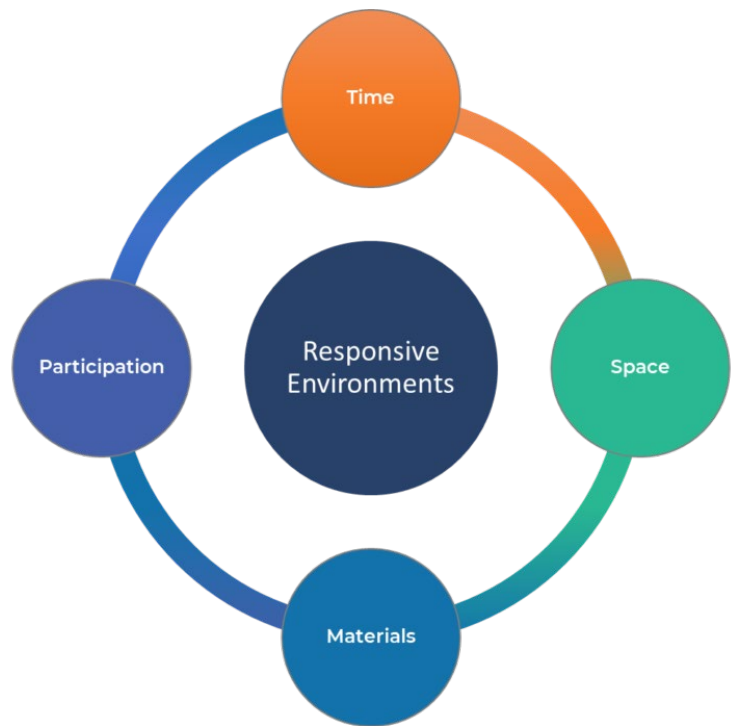 Time
Participation
Responsive
Environments
Space
Materials